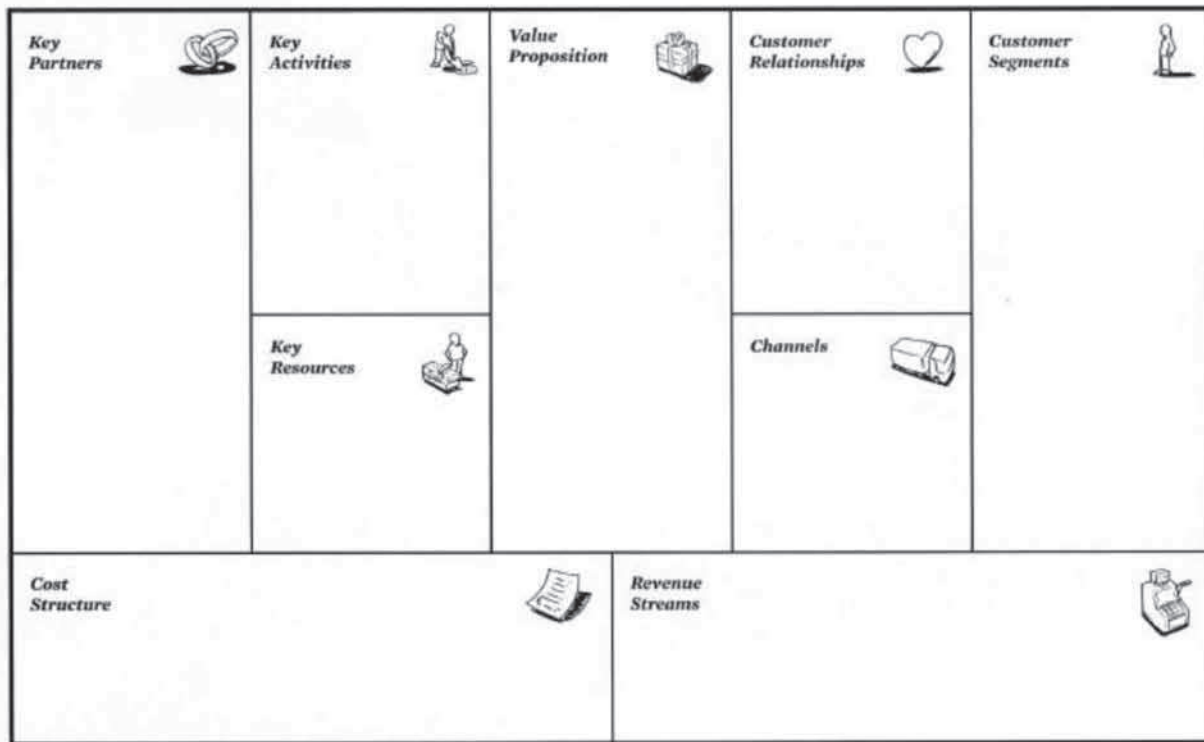 Key
Partners
Key
Activities
Value
Proposition
Customer
Relationships
Customer
Segments
Key
Resources
Channels
Cost
Structure
Revenue
Streams